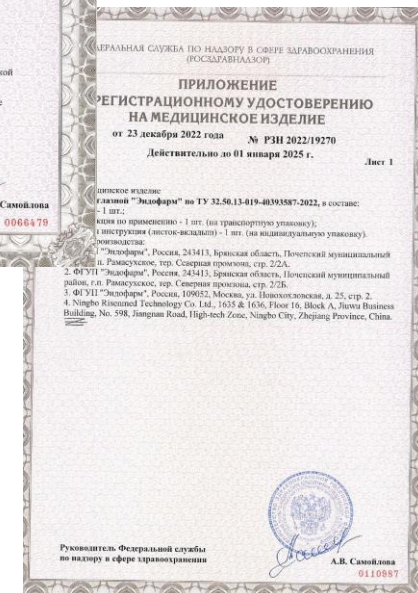 кой
Самойлова
0066479
ФЕДЕРАЛЬНАЯ СЛУЖБА ПО НАДЗОРУ В СФЕРЕ ЗДРАВООХРАНЕНИЯ
(РОСЗДРАВНАДЗОР)
ПРИЛОЖЕНИЕ
РЕГИСТРАЦИОННОМУ УДОСТОВЕРЕНИЮ
НА МЕДИЦИНСКОЕ ИЗДЕЛИЕ
от 23 декабря 2022 года № РЗН 2022/19270
Действительно до 01 января 2025 г.
Лист 1
цинское изделие
глазной "Эндофарм" по ТУ 32.50.13-019-40393587-2022, в составе:
- 1 шт.;
кция по применению - 1 шт. (на транспортную упаковку);
инструкция (листок-вкладыш) - 1 шт. (на индивидуальную упаковку).
роизводства:
"Эндофарм", Россия, 243413, Брянская область, Почепский муниципальный
п. Рамасухское, тер. Северная промзона, стр. 2/2А.
2. ФГУП "Эндофарм", Россия, 243413, Брянская область, Почепский муниципальный
район, г.п. Рамасухское, тер. Северная промзона, стр. 2/2Б.
3. ФГУП "Эндофарм", Россия, 109052, Москва, ул. Новохохловская, д. 25, стр. 2.
4. Ningbo Risenmed Technology Co. Ltd., 1635 & 1636, Floor 16, Block A, Jiuwu Business
Building, No. 598, Jiangnan Road, High-tech Zone, Ningbo City, Zhejiang Province, China.
Руководитель Федеральной службы
по надзору в сфере здравоохранения
А.В. Самойлова
0110987